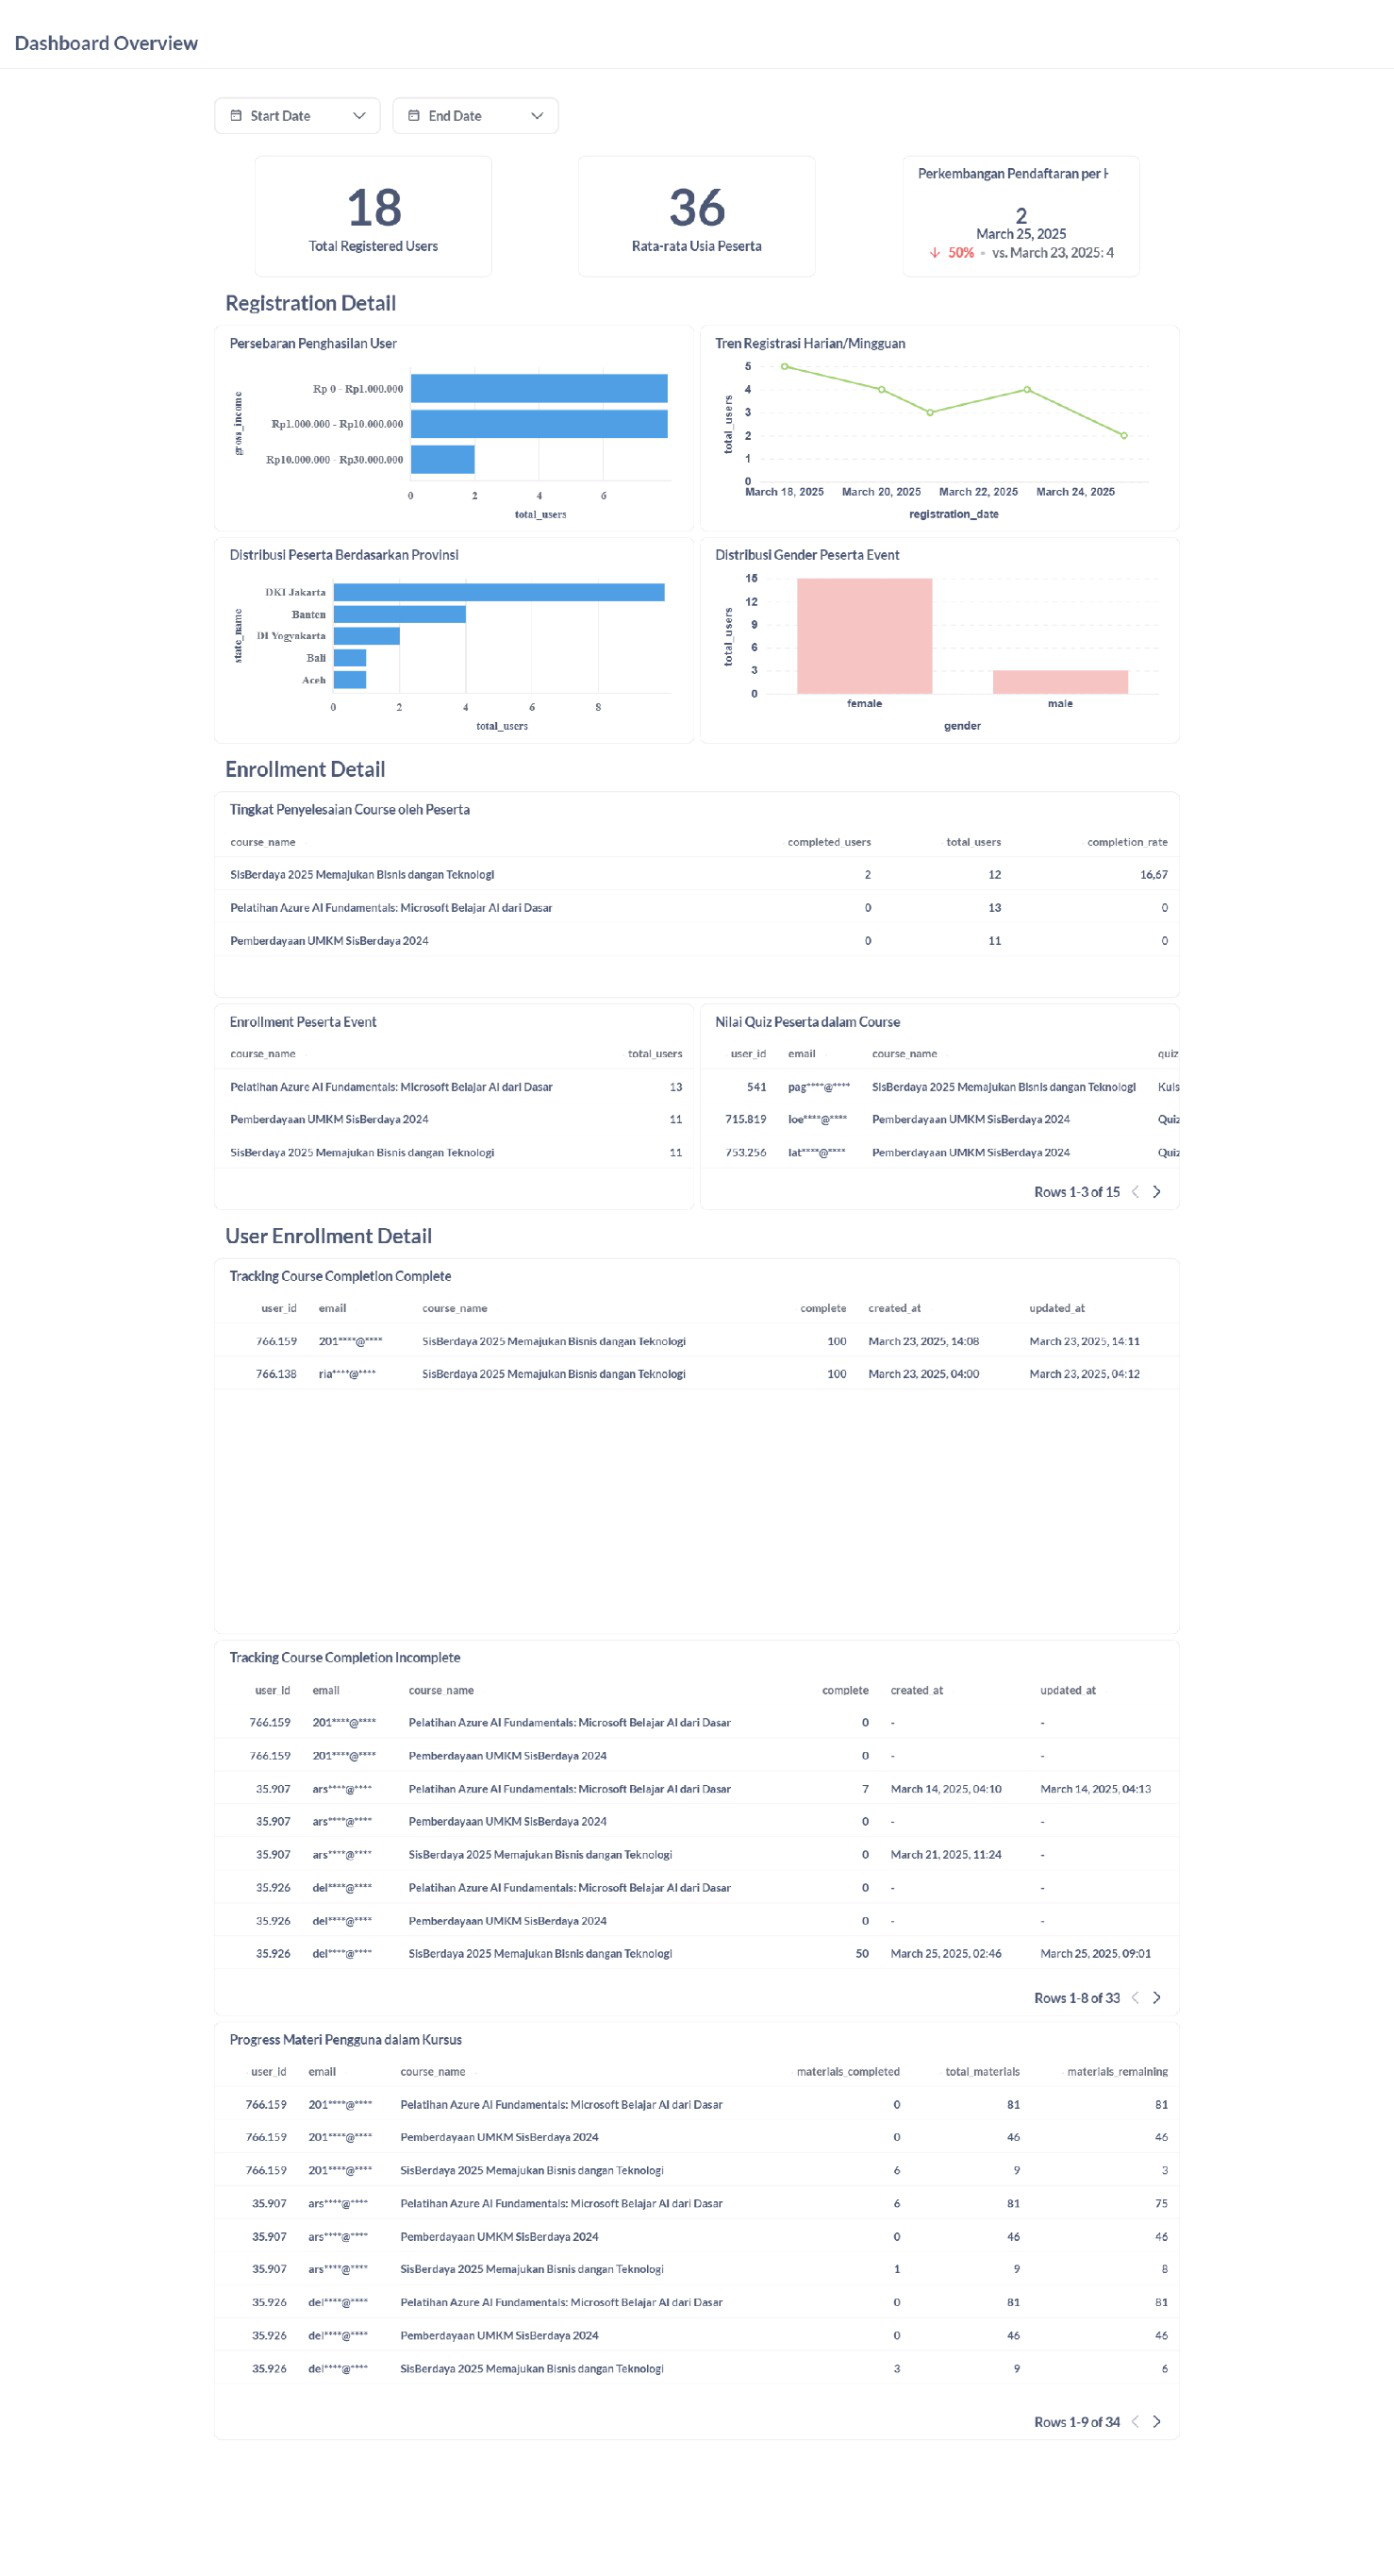 Dashboard Overview
Start Date
End Date
18
Total Registered Users
36
Rata-rata Usia Peserta
Perkembangan Pendaftaran per H
2
March 25, 2025
50% • vs. March 23, 2025: 4
Registration Detail
Persebaran Penghasilan User
gross_income
Rp 0 - Rp1.000.000
Rp1.000.000 - Rp10.000.000
Rp10.000.000 - Rp30.000.000
0 2 4 6
total_users
Tren Registrasi Harian/Mingguan
total_users
5
4
3
2
1
0
March 18, 2025 March 20, 2025 March 22, 2025 March 24, 2025
registration_date
Distribusi Peserta Berdasarkan Provinsi
state_name
DKI Jakarta
Banten
DI Yogyakarta
Bali
Aceh
0 2 4 6 8
total_users
Distribusi Gender Peserta Event
total_users
15
12
9
6
3
0
female male
gender
Enrollment Detail
Tingkat Penyelesaian Course oleh Peserta
course_name completed_users total_users completion_rate
SisBerdaya 2025 Memajukan Bisnis dangan Teknologi 2 12 16,67
Pelatihan Azure AI Fundamentals: Microsoft Belajar AI dari Dasar 0 13 0
Pemberdayaan UMKM SisBerdaya 2024 0 11 0
Enrollment Peserta Event
course_name total_users
Pelatihan Azure AI Fundamentals: Microsoft Belajar AI dari Dasar 13
Pemberdayaan UMKM SisBerdaya 2024 11
SisBerdaya 2025 Memajukan Bisnis dangan Teknologi 11
Nilai Quiz Peserta dalam Course
user_id email course_name quiz
541 pag****@**** SisBerdaya 2025 Memajukan Bisnis dangan Teknologi Kuis
715.819 loe****@**** Pemberdayaan UMKM SisBerdaya 2024 Quiz
753.256 lat****@**** Pemberdayaan UMKM SisBerdaya 2024 Quiz
Rows 1-3 of 15
User Enrollment Detail
Tracking Course Completion Complete
user_id email course_name complete created_at updated_at
766.159 201****@**** SisBerdaya 2025 Memajukan Bisnis dangan Teknologi 100 March 23, 2025, 14:08 March 23, 2025, 14:11
766.138 ria****@**** SisBerdaya 2025 Memajukan Bisnis dangan Teknologi 100 March 23, 2025, 04:00 March 23, 2025, 04:12
Tracking Course Completion Incomplete
user_id email course_name complete created_at updated_at
766.159 201****@**** Pelatihan Azure AI Fundamentals: Microsoft Belajar AI dari Dasar 0 - -
766.159 201****@**** Pemberdayaan UMKM SisBerdaya 2024 0 - -
35.907 ars****@**** Pelatihan Azure AI Fundamentals: Microsoft Belajar AI dari Dasar 7 March 14, 2025, 04:10 March 14, 2025, 04:13
35.907 ars****@**** Pemberdayaan UMKM SisBerdaya 2024 0 - -
35.907 ars****@**** SisBerdaya 2025 Memajukan Bisnis dangan Teknologi 0 March 21, 2025, 11:24 -
35.926 del****@**** Pelatihan Azure AI Fundamentals: Microsoft Belajar AI dari Dasar 0 - -
35.926 del****@**** Pemberdayaan UMKM SisBerdaya 2024 0 - -
35.926 del****@**** SisBerdaya 2025 Memajukan Bisnis dangan Teknologi 50 March 25, 2025, 02:46 March 25, 2025, 09:01
Rows 1-8 of 33
Progress Materi Pengguna dalam Kursus
user_id email course_name materials_completed total_materials materials_remaining
766.159 201****@**** Pelatihan Azure AI Fundamentals: Microsoft Belajar AI dari Dasar 0 81 81
766.159 201****@**** Pemberdayaan UMKM SisBerdaya 2024 0 46 46
766.159 201****@**** SisBerdaya 2025 Memajukan Bisnis dangan Teknologi 6 9 3
35.907 ars****@**** Pelatihan Azure AI Fundamentals: Microsoft Belajar AI dari Dasar 6 81 75
35.907 ars****@**** Pemberdayaan UMKM SisBerdaya 2024 0 46 46
35.907 ars****@**** SisBerdaya 2025 Memajukan Bisnis dangan Teknologi 1 9 8
35.926 del****@**** Pelatihan Azure AI Fundamentals: Microsoft Belajar AI dari Dasar 0 81 81
35.926 del****@**** Pemberdayaan UMKM SisBerdaya 2024 0 46 46
35.926 del****@**** SisBerdaya 2025 Memajukan Bisnis dangan Teknologi 3 9 6
Rows 1-9 of 34